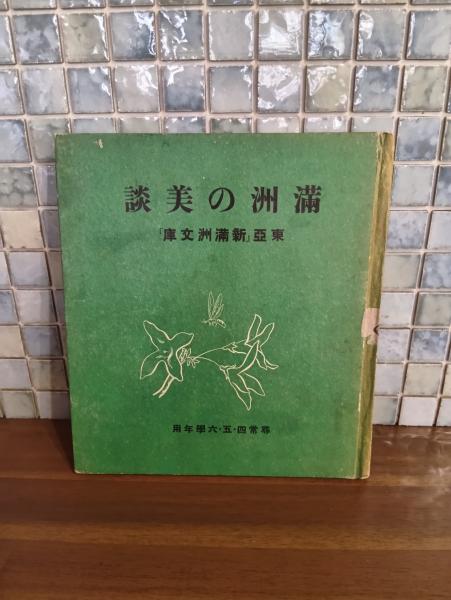 滿洲の美談
東亞「新滿洲文庫」
尋常四・五・六學年用